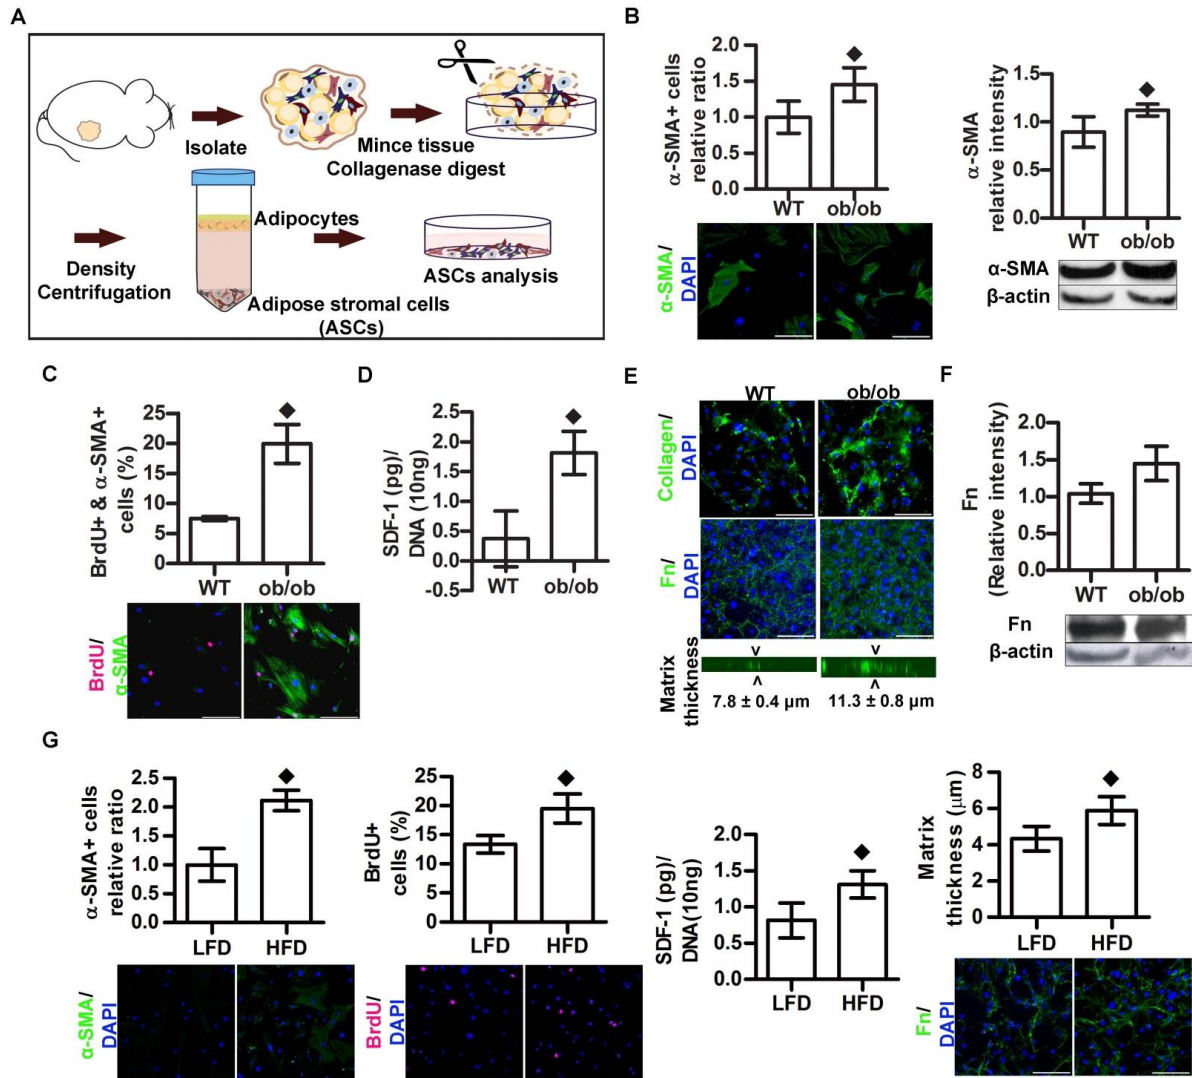 A
Isolate
Mince tissue
Collagenase digest
Density
Centrifugation
Adipocytes
Adipose stromal cells
(ASCs)
ASCs analysis
B
α-SMA+ cells
relative ratio
2.0
1.5
1.0
0.5
0.0
WT
ob/ob
α-SMA/
DAPI
α-SMA
relative intensity
1.5
1.0
0.5
0.0
WT
ob/ob
α-SMA
β-actin
C
BrdU+ & α-SMA+
cells (%)
25
20
15
10
5
0
WT
ob/ob
BrdU/
α-SMA
D
SDF-1 (pg)/
DNA (10ng)
2.5
2.0
1.5
1.0
0.5
0.0
-0.5
WT
ob/ob
E
WT
ob/ob
Collagen/
DAPI
Fn/
DAPI
Matrix
thickness
7.8 ± 0.4 µm
11.3 ± 0.8 µm
F
Fn
(Relative intensity)
2.0
1.5
1.0
0.5
0.0
WT
ob/ob
Fn
β-actin
G
α-SMA+ cells
relative ratio
2.5
2.0
1.5
1.0
0.5
0.0
LFD
HFD
α-SMA/
DAPI
BrdU+
cells (%)
25
20
15
10
5
0
LFD
HFD
BrdU/
DAPI
SDF-1 (pg)/
DNA(10ng)
2.0
1.5
1.0
0.5
0.0
LFD
HFD
Matrix
thickness (µm)
8
6
4
2
0
LFD
HFD
Fn/
DAPI